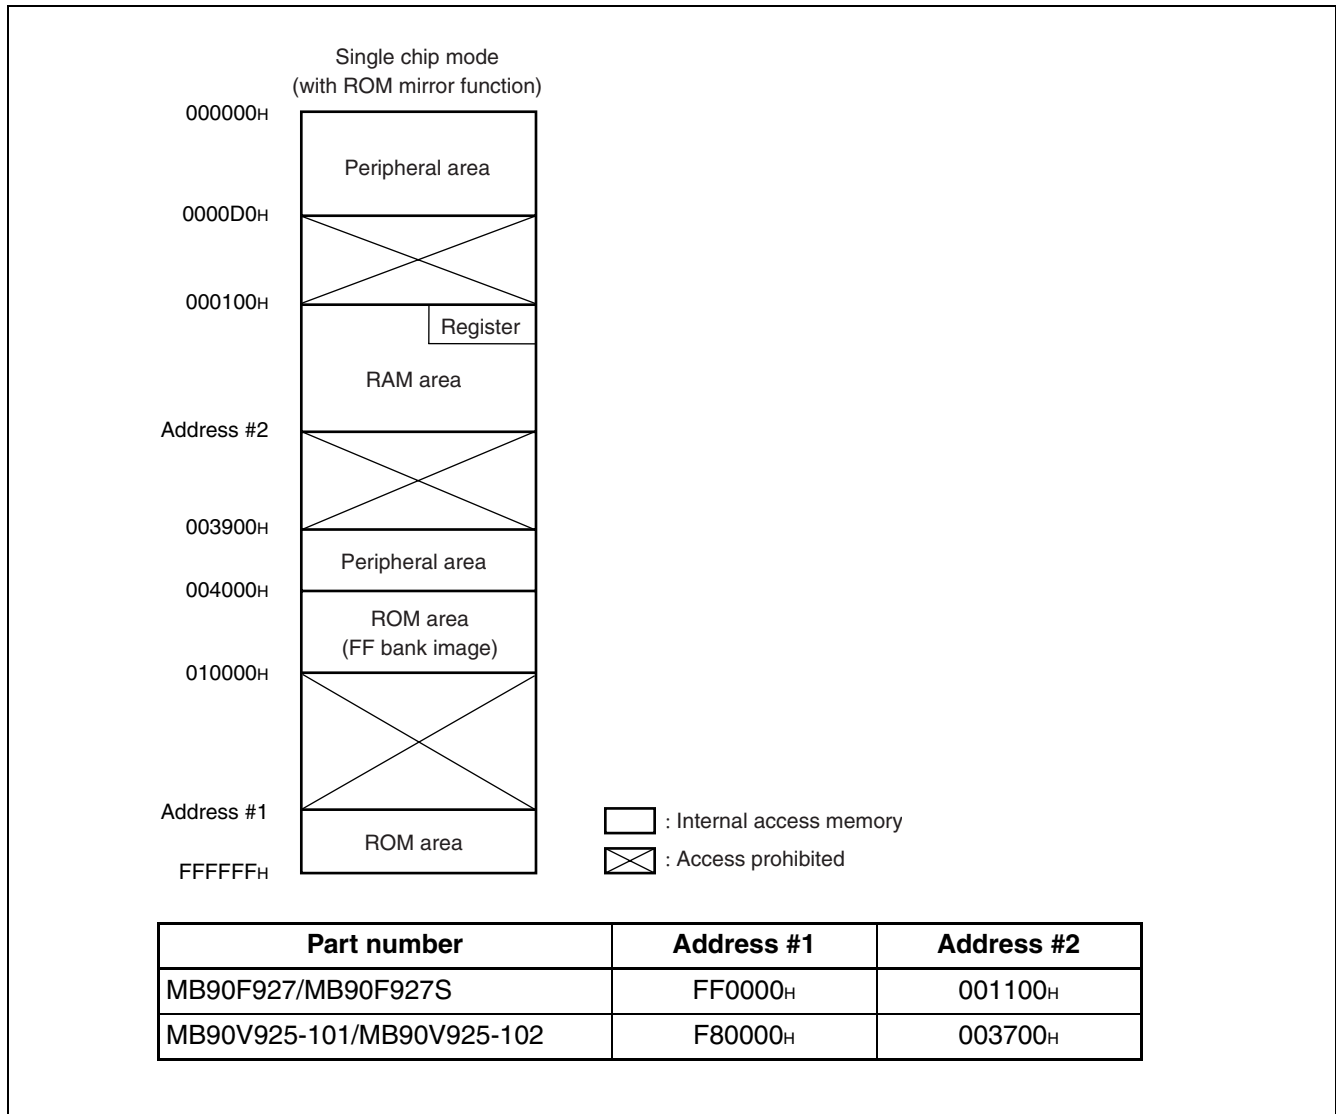 Single chip mode
(with ROM mirror function)
000000H
Peripheral area
0000D0H
000100H
Register
RAM area
Address #2
003900H
Peripheral area
004000H
ROM area
(FF bank image)
010000H
Address #1
ROM area
FFFFFFH
: Internal access memory
: Access prohibited
Part number Address #1 Address #2
MB90F927/MB90F927S FF0000H 001100H
MB90V925-101/MB90V925-102 F80000H 003700H